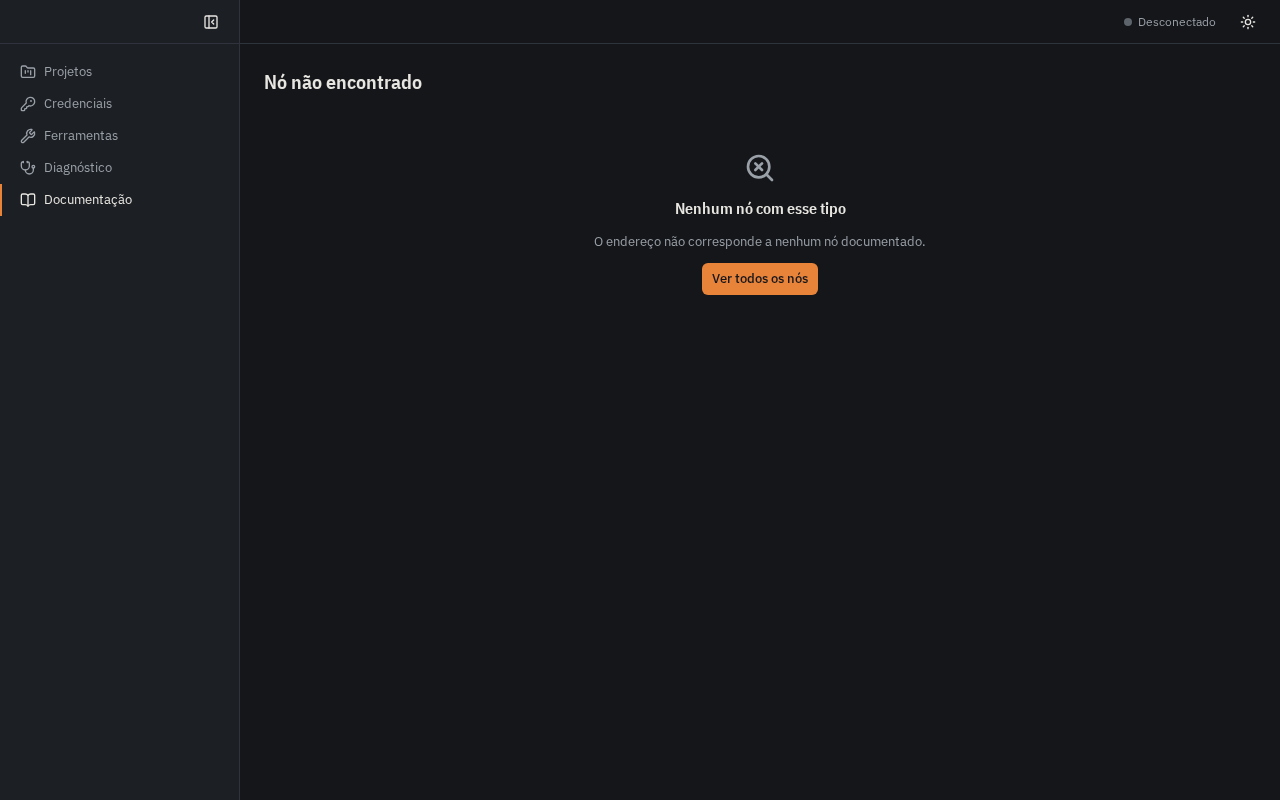 Desconectado
Projetos
Credenciais
Ferramentas
Diagnóstico
Documentação
Nó não encontrado
Nenhum nó com esse tipo
O endereço não corresponde a nenhum nó documentado.
Ver todos os nós